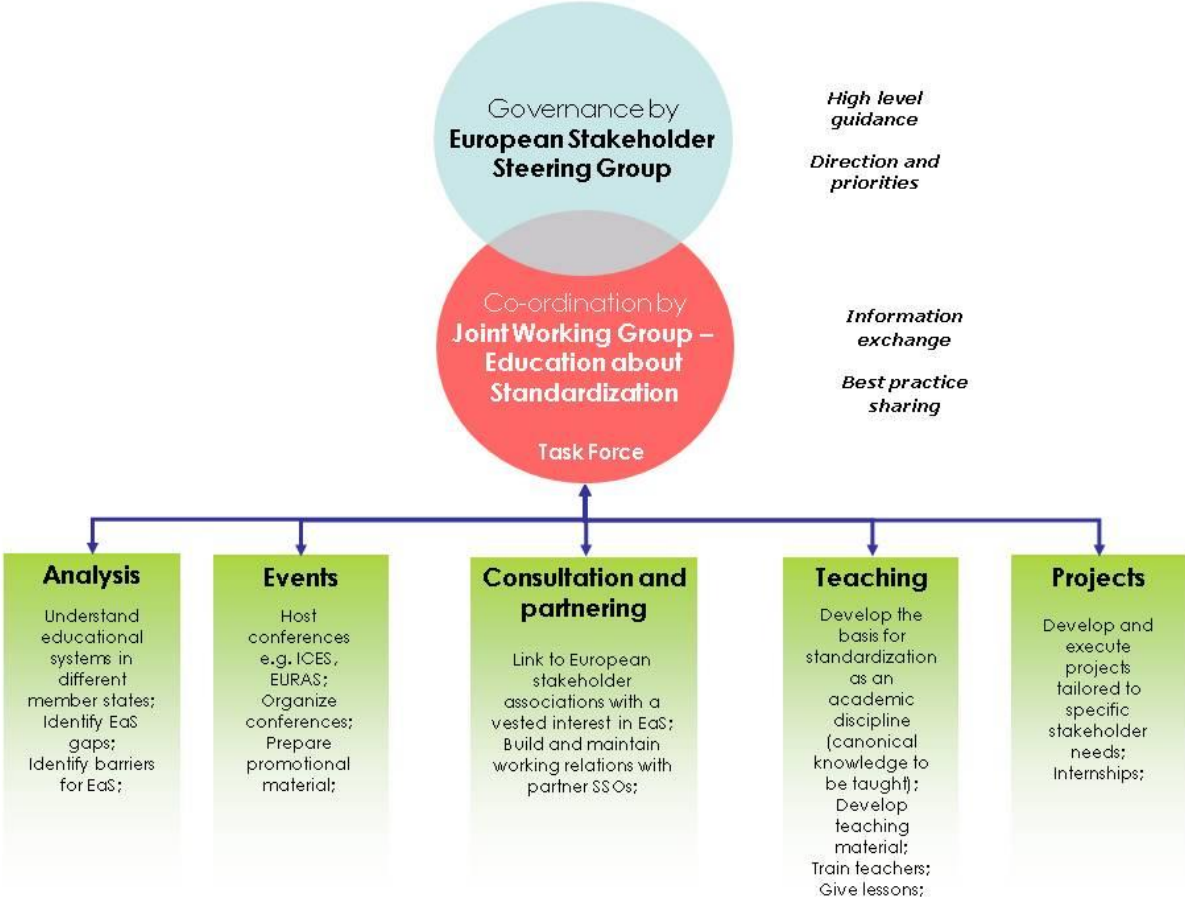 Governance by
European Stakeholder
Steering Group
High level
guidance
Direction and
priorities
Co-ordination by
Joint Working Group –
Education about
Standardization
Task Force
Information
exchange
Best practice
sharing
Analysis
Understand
educational
systems in
different
member states;
Identify EaS
gaps;
Identify barriers
for EaS;
Events
Host
conferences
e.g. ICES,
EURAS;
Organize
conferences;
Prepare
promotional
material;
Consultation and
partnering
Link to European
stakeholder
associations with a
vested interest in EaS;
Build and maintain
working relations with
partner SSOs;
Teaching
Develop the
basis for
standardization
as an
academic
discipline
(canonical
knowledge to
be taught);
Develop
teaching
material;
Train teachers;
Give lessons;
Projects
Develop and
execute
projects
tailored to
specific
stakeholder
needs;
Internships;